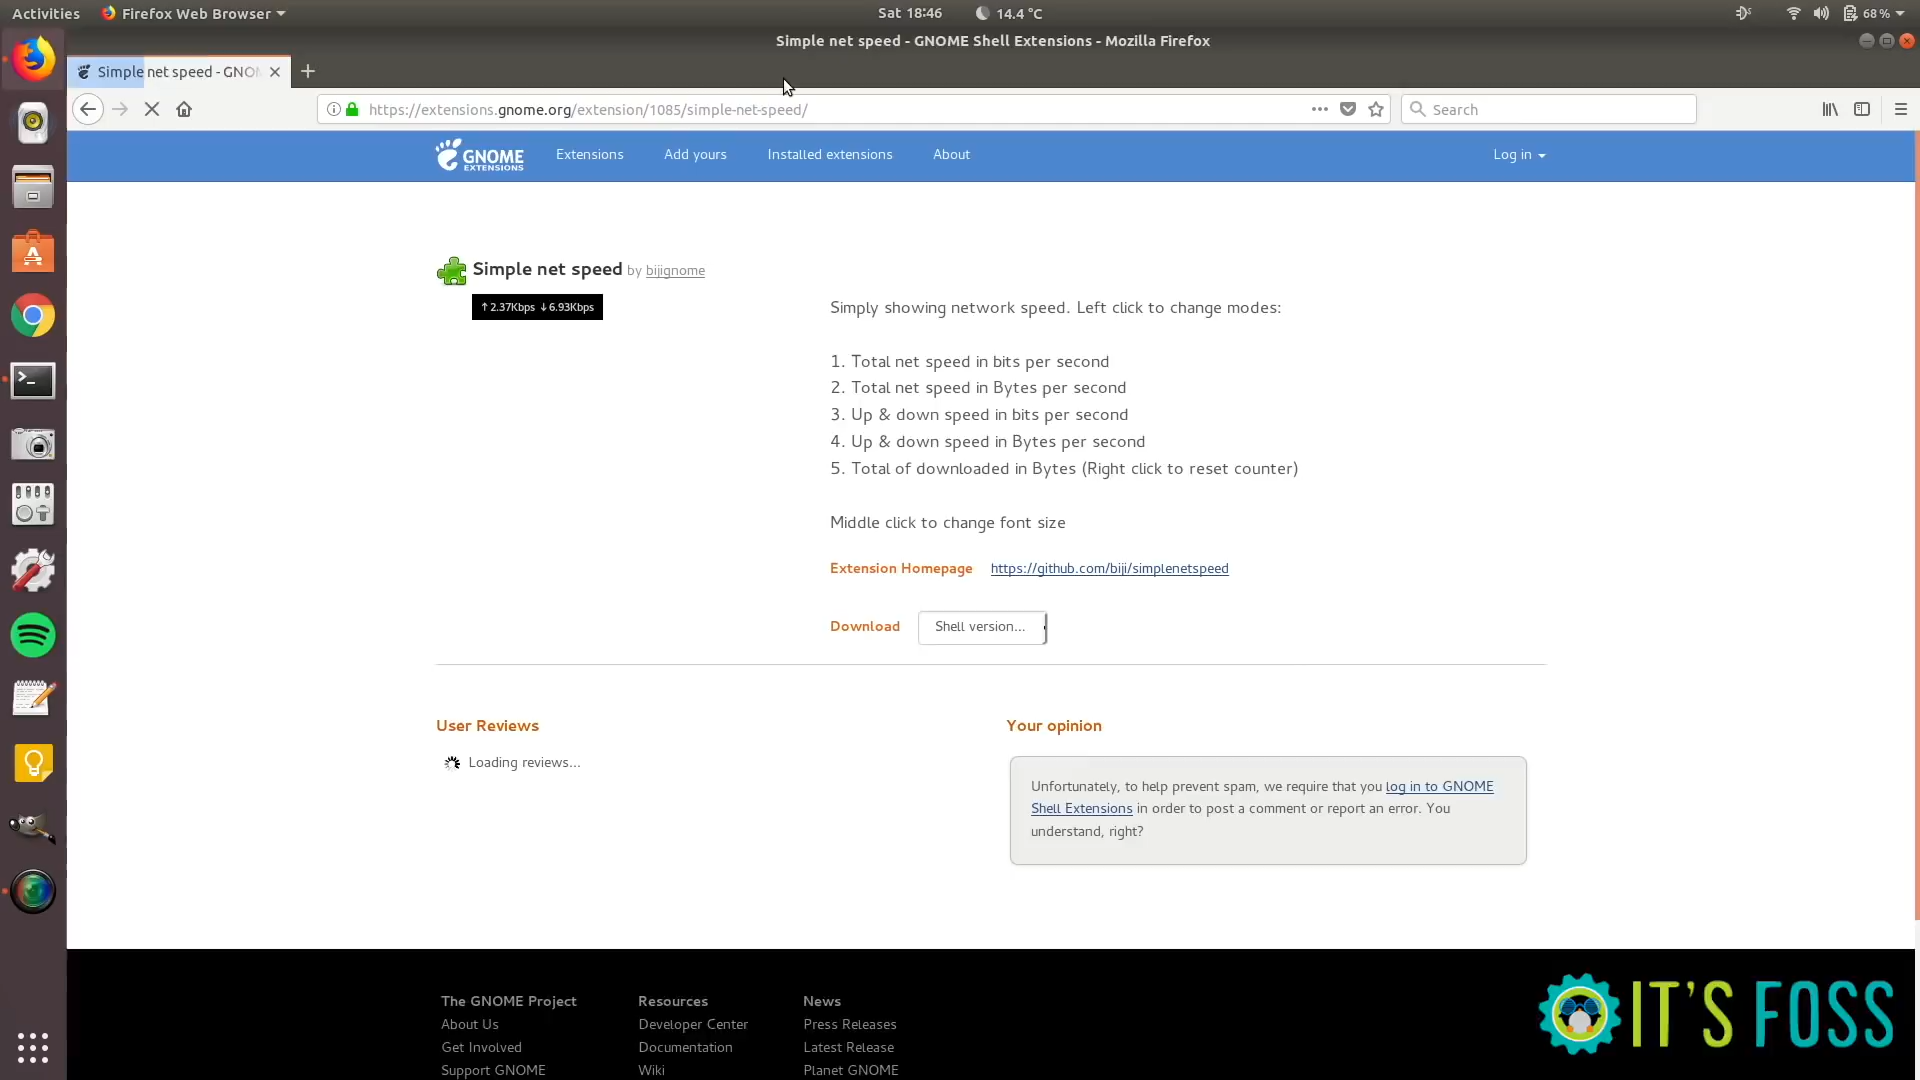 Activities
Firefox Web Browser
Sat 18:46
14.4 °C
68 %
Simple net speed - GNOME Shell Extensions - Mozilla Firefox
Simple net speed - GNO
https://extensions.gnome.org/extension/1085/simple-net-speed/
Search
GNOME
EXTENSIONS
Extensions
Add yours
Installed extensions
About
Log in
Simple net speed by bijignome
↑2.37Kbps ↓6.93Kbps
Simply showing network speed. Left click to change modes:
1. Total net speed in bits per second
2. Total net speed in Bytes per second
3. Up & down speed in bits per second
4. Up & down speed in Bytes per second
5. Total of downloaded in Bytes (Right click to reset counter)
Middle click to change font size
Extension Homepage https://github.com/biji/simplenetspeed
Download Shell version...
User Reviews
Loading reviews...
Your opinion
Unfortunately, to help prevent spam, we require that you log in to GNOME
Shell Extensions in order to post a comment or report an error. You
understand, right?
The GNOME Project
About Us
Get Involved
Support GNOME
Resources
Developer Center
Documentation
Wiki
News
Press Releases
Latest Release
Planet GNOME
IT'S FOSS